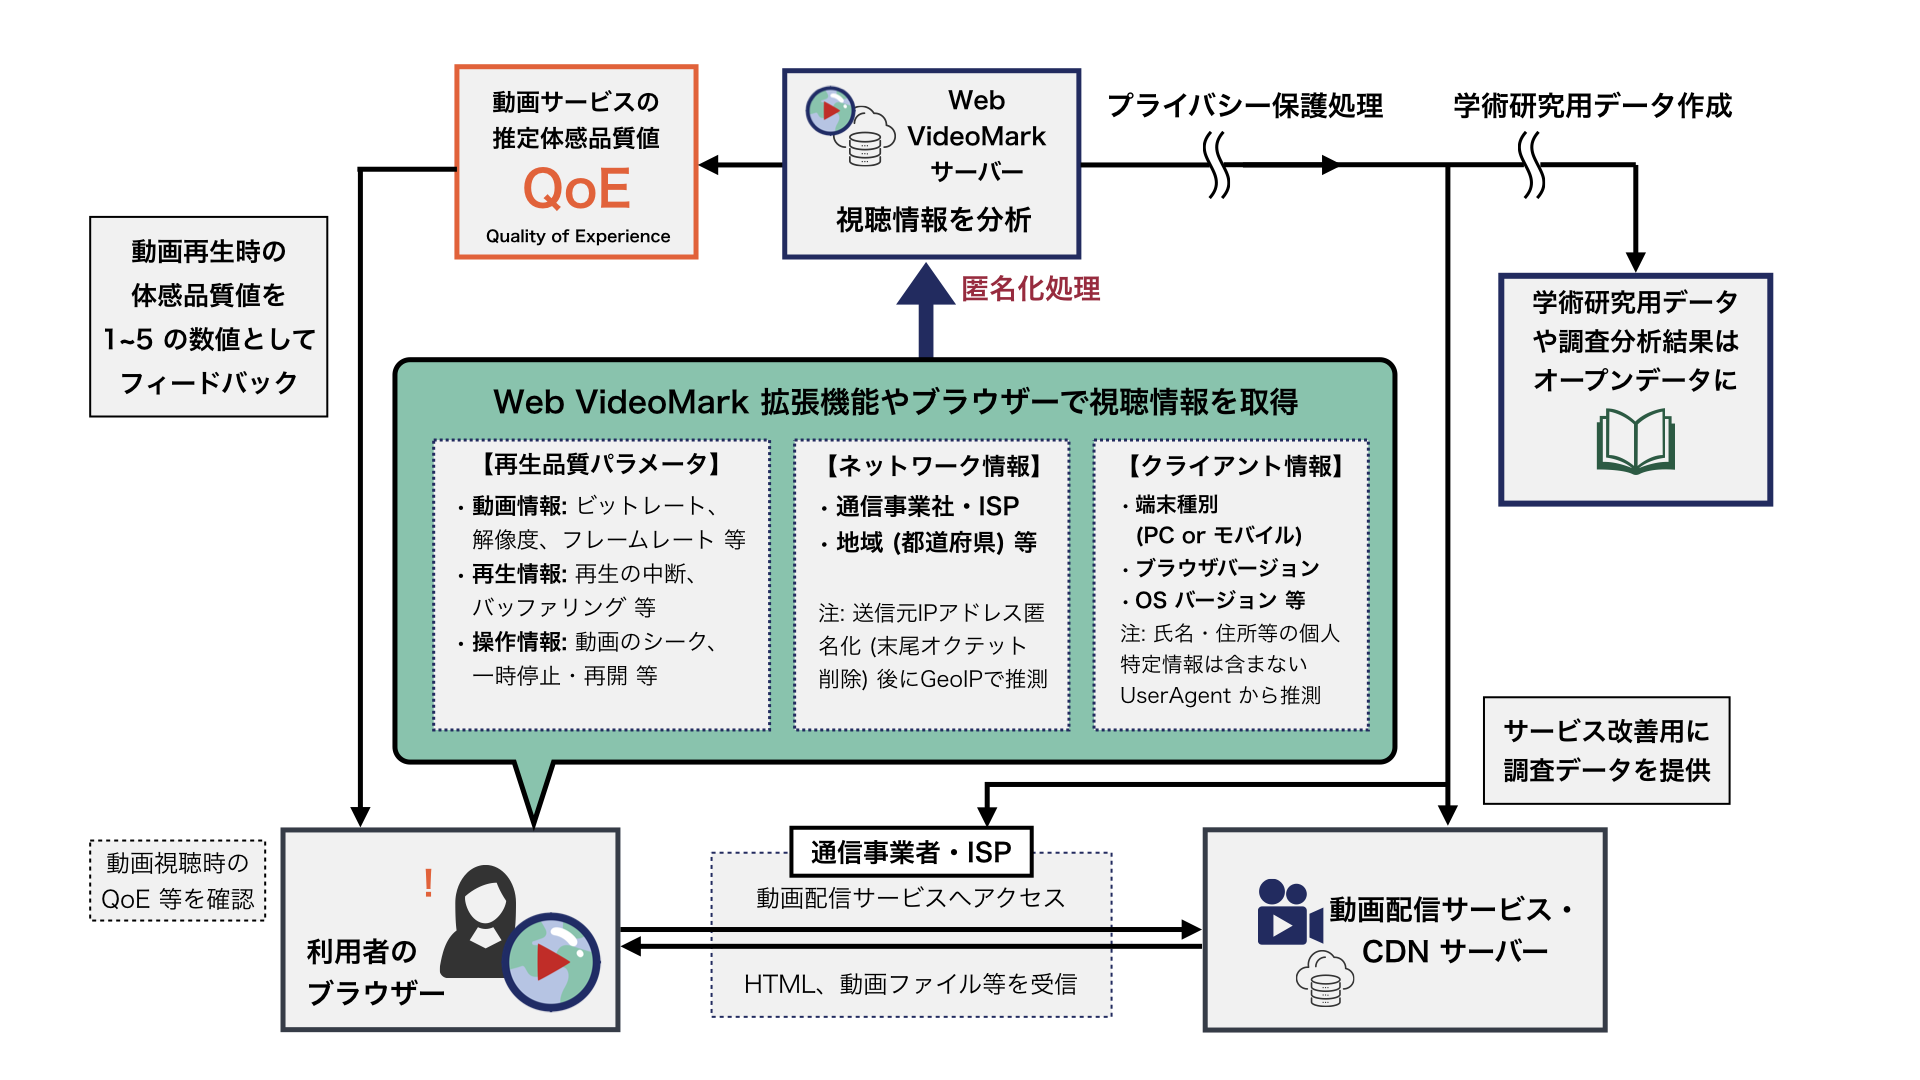 動画サービスの
推定体感品質値
QoE
Quality of Experience
Web
VideoMark
サーバー
視聴情報を分析
プライバシー保護処理
学術研究用データ作成
動画再生時の
体感品質値を
1~5 の数値として
フィードバック
匿名化処理
学術研究用データ
や調査分析結果は
オープンデータに
Web VideoMark 拡張機能やブラウザーで視聴情報を取得
【再生品質パラメータ】
・動画情報: ビットレート、
解像度、フレームレート 等
・再生情報: 再生の中断、
バッファリング 等
・操作情報: 動画のシーク、
一時停止・再開 等
【ネットワーク情報】
・通信事業社・ISP
・地域 (都道府県) 等
注: 送信元IPアドレス匿
名化 (末尾オクテット
削除) 後にGeoIPで推測
【クライアント情報】
・端末種別
(PC or モバイル)
・ブラウザバージョン
・OS バージョン 等
注: 氏名・住所等の個人
特定情報は含まない
UserAgent から推測
サービス改善用に
調査データを提供
動画視聴時の
QoE 等を確認
!
利用者の
ブラウザー
通信事業者・ISP
動画配信サービスへアクセス
HTML、動画ファイル等を受信
動画配信サービス・
CDN サーバー